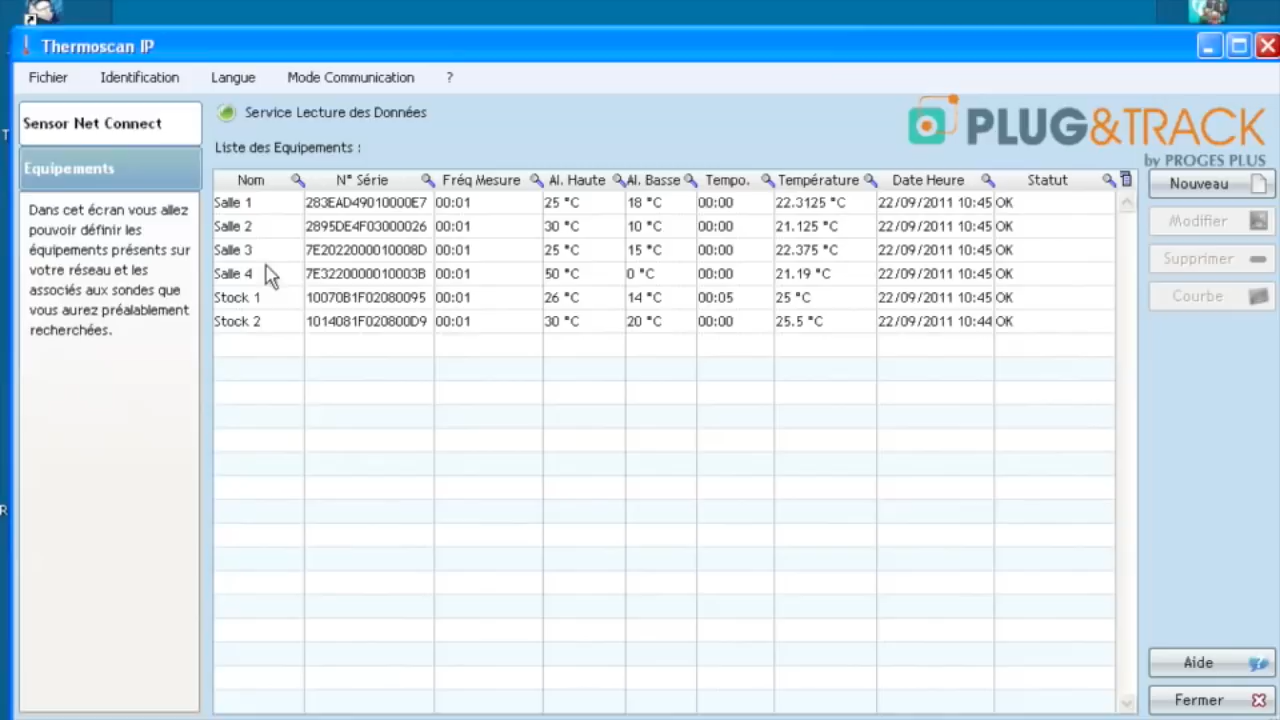 Thermoscan IP
Fichier Identification Langue Mode Communication ?
Sensor Net Connect
Equipements
Dans cet écran vous allez
pouvoir définir les
équipements présents sur
votre réseau et les
associés aux sondes que
vous aurez préalablement
recherchées.
Service Lecture des Données
PLUG&TRACK
by PROGES PLUS
Liste des Equipements :
Nom N° Série Fréq Mesure Al. Haute Al. Basse Tempo. Température Date Heure Statut
Salle 1 283EAD49010000E7 00:01 25 °C 18 °C 00:00 22.3125 °C 22/09/2011 10:45 OK
Salle 2 2895DE4F03000026 00:01 30 °C 10 °C 00:00 21.125 °C 22/09/2011 10:45 OK
Salle 3 7E2022000010008D 00:01 25 °C 15 °C 00:00 22.375 °C 22/09/2011 10:45 OK
Salle 4 7E3220000010003B 00:01 50 °C 0 °C 00:00 21.19 °C 22/09/2011 10:45 OK
Stock 1 10070B1F02080095 00:01 26 °C 14 °C 00:05 25 °C 22/09/2011 10:45 OK
Stock 2 1014081F020800D9 00:01 30 °C 20 °C 00:00 25.5 °C 22/09/2011 10:44 OK
Nouveau
Modifier
Supprimer
Courbe
Aide
Fermer